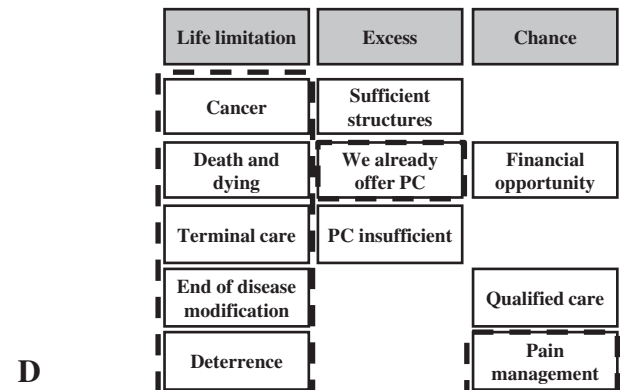 Life limitation
Excess
Chance
Cancer
Sufficient
structures
Death and
dying
We already
offer PC
Financial
opportunity
Terminal care
PC insufficient
End of disease
modification
Qualified care
D
Deterrence
Pain
management